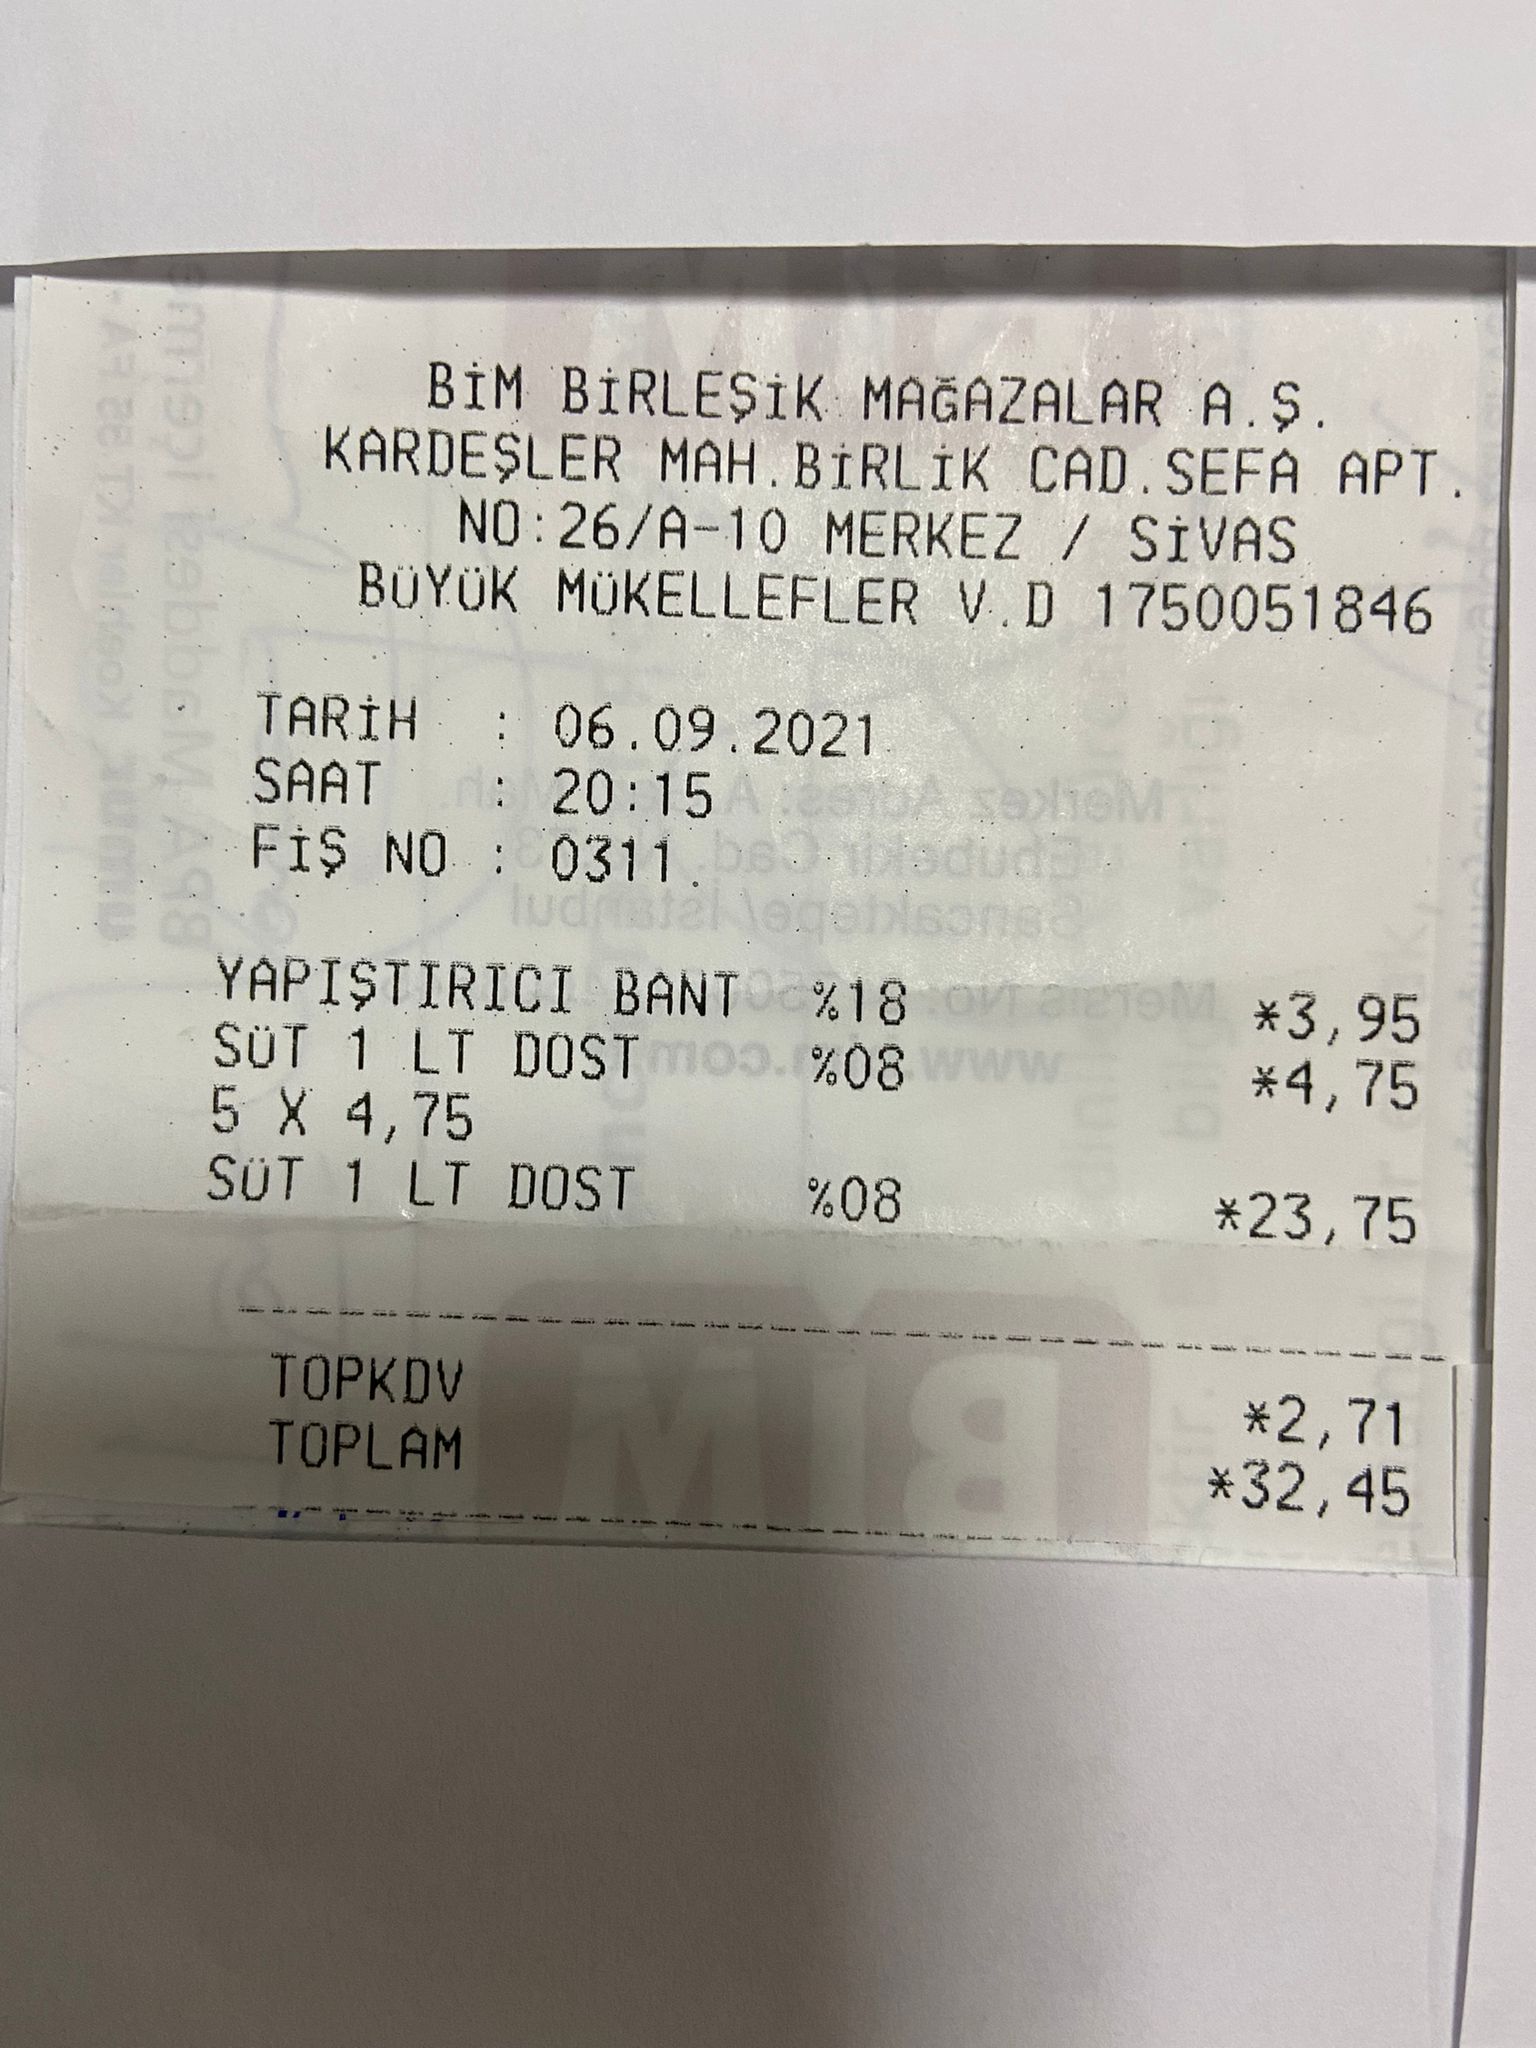 BİM BİRLEŞİK MAĞAZALAR A.Ş.
KARDEŞLER MAH.BİRLİK CAD.SEFA APT.
NO:26/A-10 MERKEZ / SİVAS
BÜYÜK MÜKELLEFLER V.D 1750051846
TARİH : 06.09.2021
SAAT : 20:15
FİŞ NO : 0311
YAPIŞTIRICI BANT %18 *3,95
SÜT 1 LT DOST %08 *4,75
5 X 4,75
SÜT 1 LT DOST %08 *23,75
TOPKDV *2,71
TOPLAM *32,45